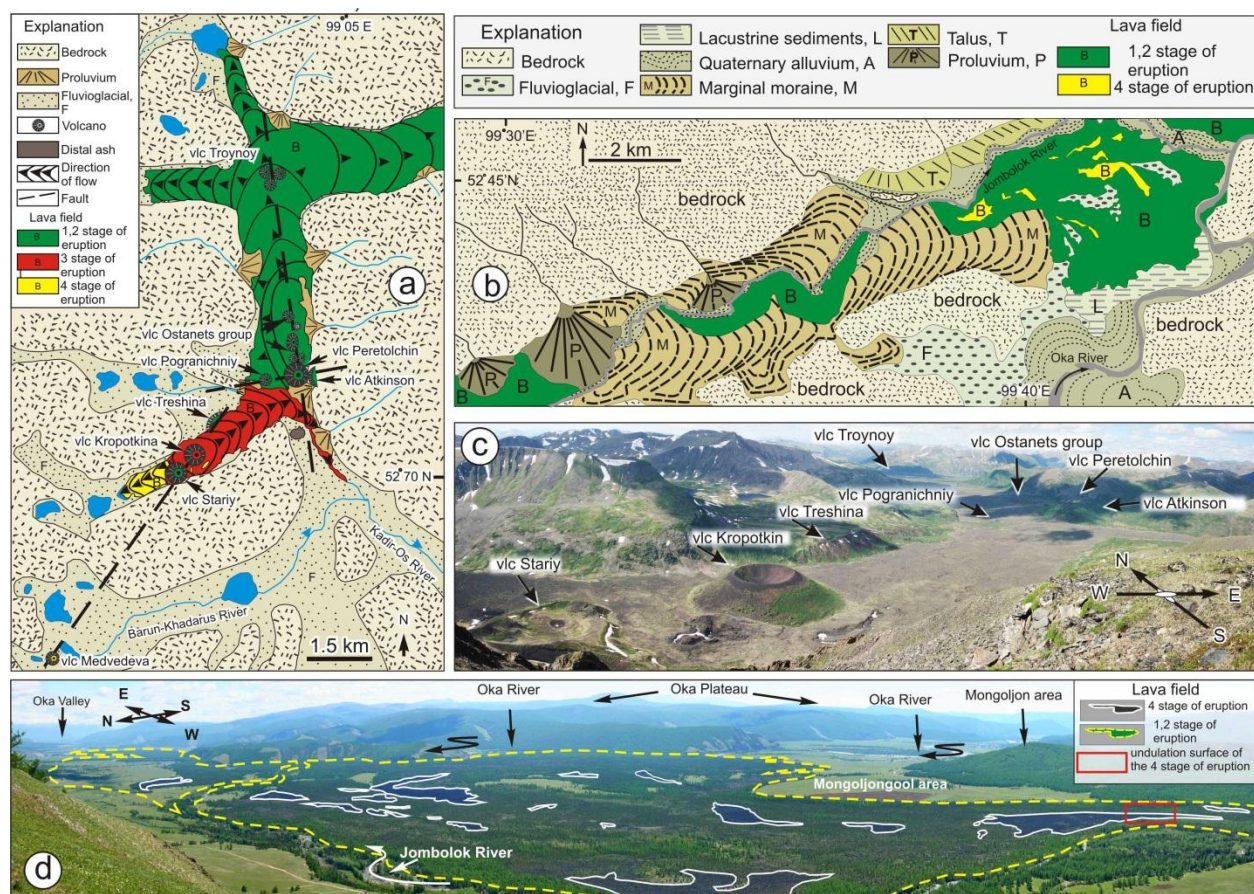 Explanation
Bedrock
Proluvium
Fluvioglacial,
F
Volcano
Distal ash
Direction
of flow
Fault
Lava field
B
1,2 stage of
eruption
B
3 stage of
eruption
B
4 stage of
eruption
99 05 E
F
vlc Troynoy
B
a
vlc Ostanets group
vlc Pogranichniy
vlc Peretolchin
vlc Atkinson
vlc Treshina
B
vlc Kropotkina
F
B
vlc Stariy
52 70 N
Kadir-Os River
F
Barun-Khadarus River
N
1.5 km
vlc Medvedeva
Explanation
Bedrock
F
Fluvioglacial, F
Lacustrine sediments, L
Quaternary alluvium, A
M
Marginal moraine, M
T
Talus, T
P
Proluvium, P
Lava field
B
1,2 stage of
eruption
B
4 stage of
eruption
99 30'E
N
2 km
52 45'N
bedrock
T
Jombolok River
A
B
B
B
B
M
M
b
P
B
M
bedrock
L
bedrock
P
M
F
Oka River
P
B
B
bedrock
99 40'E
A
c
vlc Troynoy
vlc Ostanets group
vlc Peretolchin
vlc Pogranichniy
vlc Treshina
vlc Atkinson
vlc Kropotkin
vlc Stariy
N
W
E
S
Oka Valley
E
S
N
W
Oka River
Oka Plateau
Oka River
Mongoljon area
Lava field
4 stage of eruption
1,2 stage of
eruption
undulation surface of
the 4 stage of eruption
Mongoljongool area
d
Jombolok River